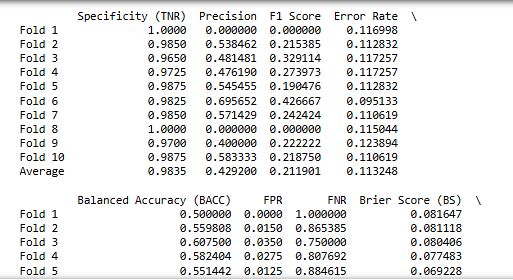 Specificity (TNR) Precision F1 Score Error Rate \
Fold 1 1.0000 0.000000 0.000000 0.116998
Fold 2 0.9850 0.538462 0.215385 0.112832
Fold 3 0.9650 0.481481 0.329114 0.117257
Fold 4 0.9725 0.476190 0.273973 0.117257
Fold 5 0.9875 0.545455 0.190476 0.112832
Fold 6 0.9825 0.695652 0.426667 0.095133
Fold 7 0.9850 0.571429 0.242424 0.110619
Fold 8 1.0000 0.000000 0.000000 0.115044
Fold 9 0.9700 0.400000 0.222222 0.123894
Fold 10 0.9875 0.583333 0.218750 0.110619
Average 0.9835 0.429200 0.211901 0.113248
Balanced Accuracy (BACC) FPR FNR Brier Score (BS) \
Fold 1 0.500000 0.0000 1.000000 0.081647
Fold 2 0.559808 0.0150 0.865385 0.081118
Fold 3 0.607500 0.0350 0.750000 0.080406
Fold 4 0.582404 0.0275 0.807692 0.077483
Fold 5 0.551442 0.0125 0.884615 0.069228